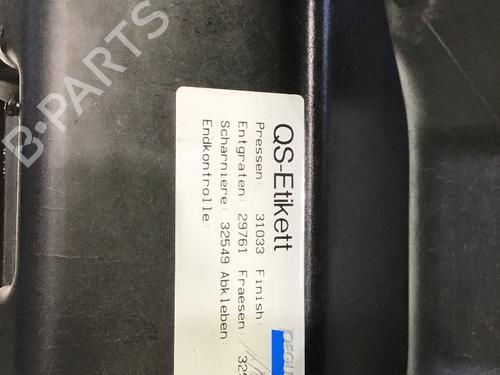 QS-Etikett
Pressen: 31033 Finish:
Entgraten: 29761 Fraesen:
Scharniere: 32549 Abkleben:
Endkontrolle:
B-PARTS